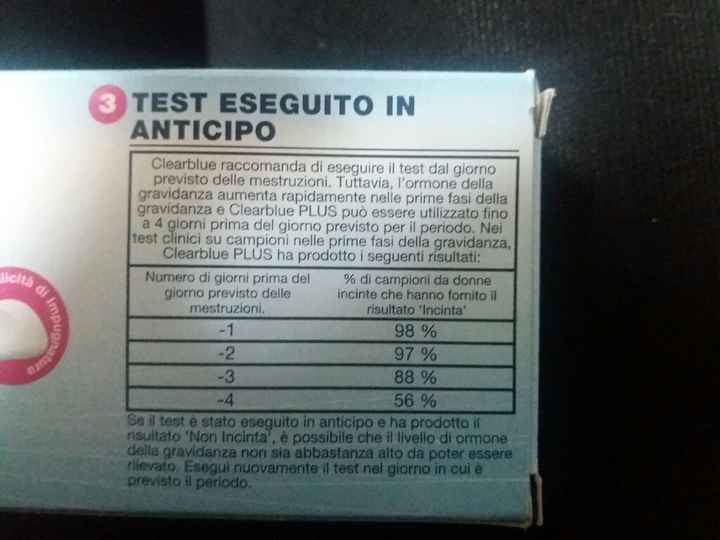 3 TEST ESEGUITO IN
ANTICIPO
Clearblue raccomanda di eseguire il test dal giorno
previsto delle mestruzioni. Tuttavia, l'ormone della
gravidanza aumenta rapidamente nelle prime fasi della
gravidanza e Clearblue PLUS può essere utilizzato fino
a 4 giorni prima del giorno previsto per il periodo. Nei
test clinici su campioni nelle prime fasi della gravidanza,
Clearblue PLUS ha prodotto i seguenti risultati:
Numero di giorni prima del
giorno previsto delle
mestruzioni.
% di campioni da donne
incinte che hanno fornito il
risultato 'Incinta'
-1 98 %
-2 97 %
-3 88 %
-4 56 %
Se il test è stato eseguito in anticipo e ha prodotto il
risultato 'Non Incinta', è possibile che il livello di ormone
della gravidanza non sia abbastanza alto da poter essere
rilevato. Esegui nuovamente il test nel giorno in cui è
previsto il periodo.
di Impugnatura